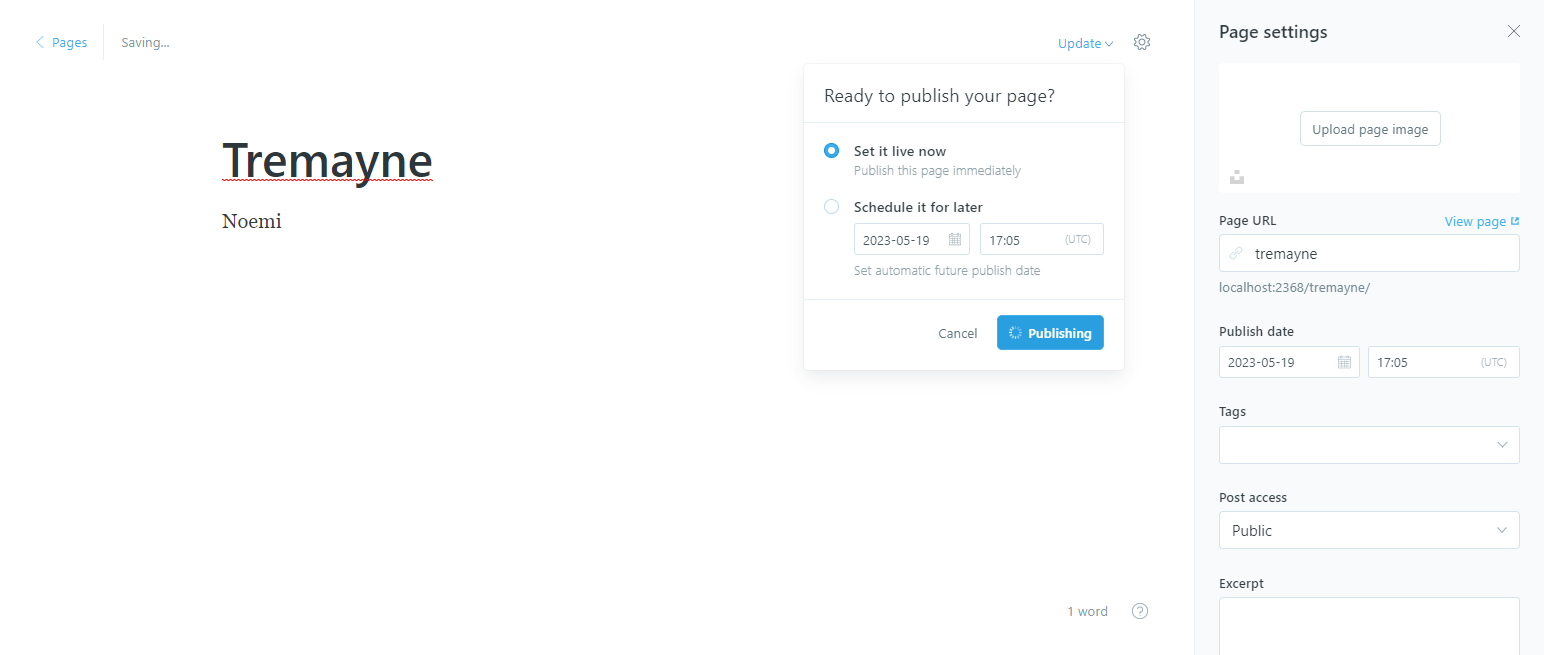 Pages
Saving...
Update
Tremayne
Noemi
Ready to publish your page?
Set it live now
Publish this page immediately
Schedule it for later
2023-05-19
17:05 (UTC)
Set automatic future publish date
Cancel
Publishing
1 word
?
Page settings
Upload page image
Page URL
View page
tremayne
localhost:2368/tremayne/
Publish date
2023-05-19
17:05 (UTC)
Tags
Post access
Public
Excerpt